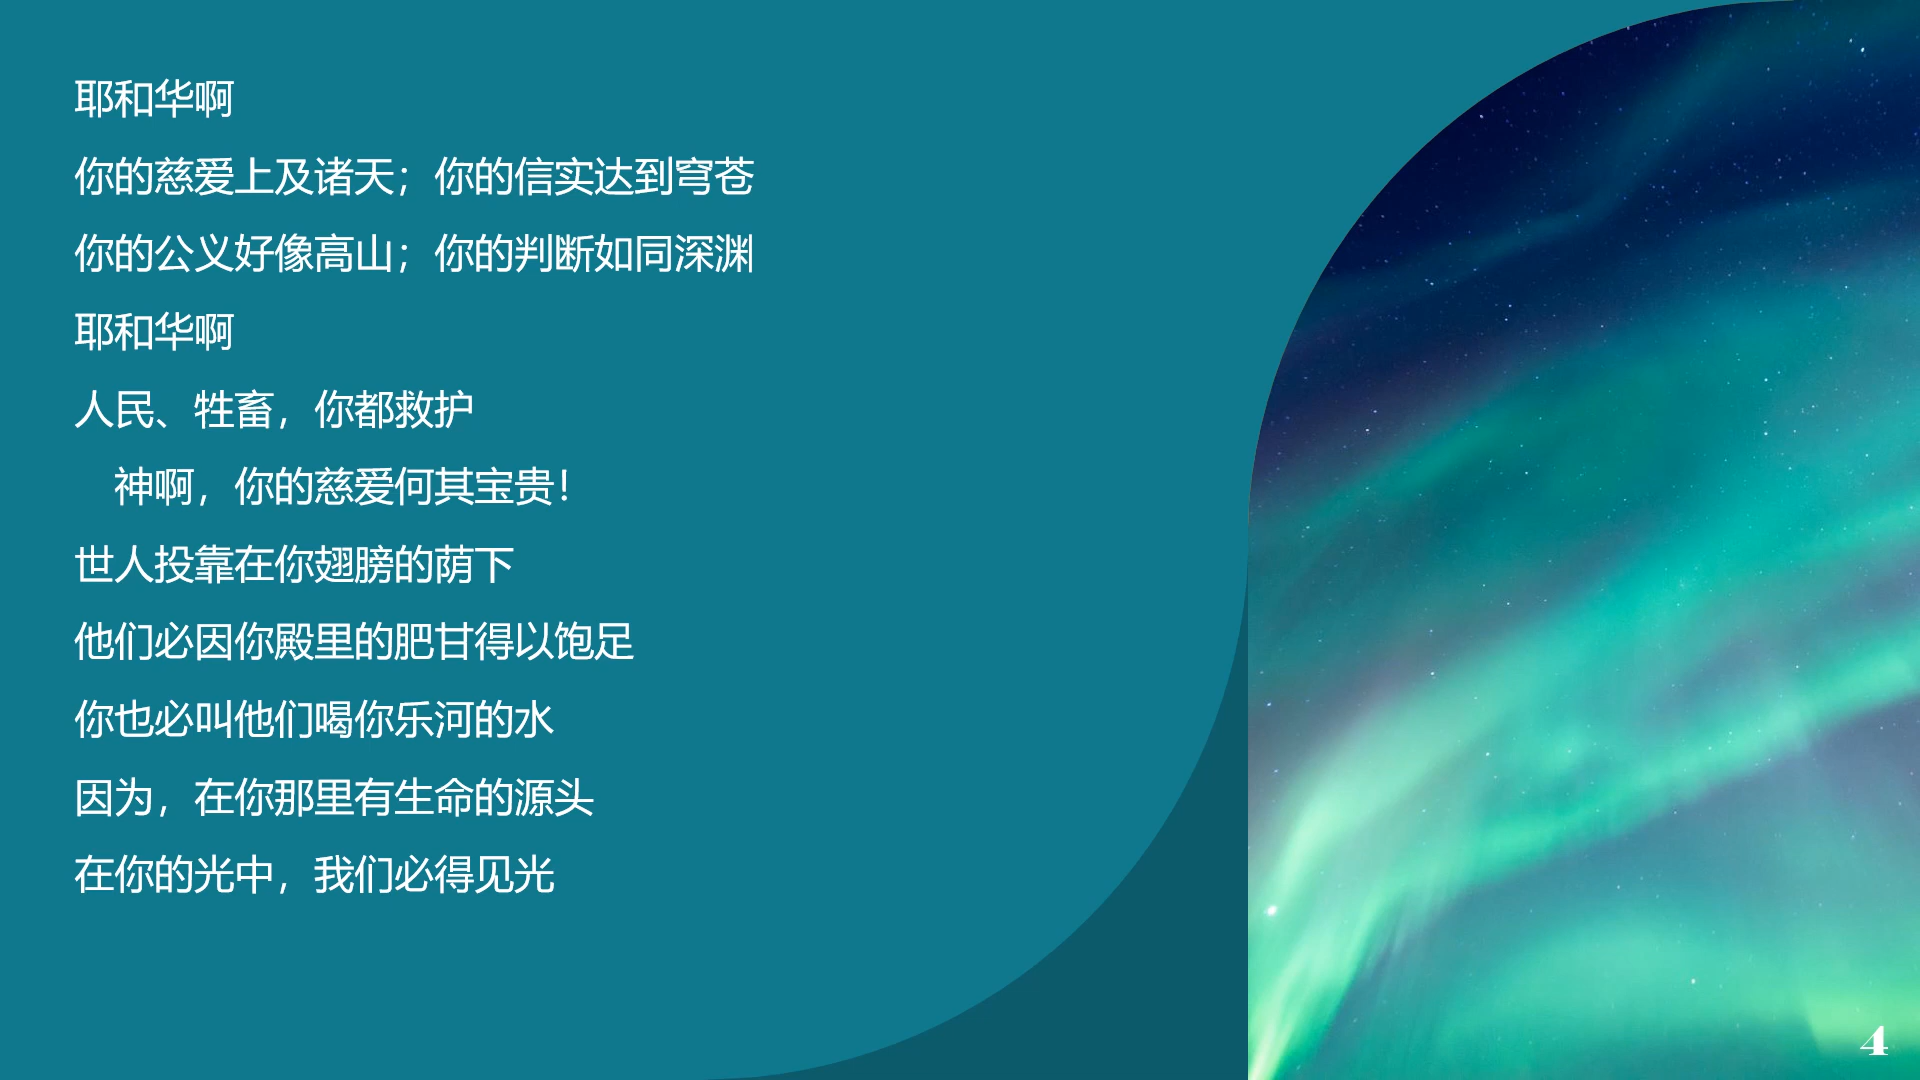 耶和华啊
你的慈爱上及诸天；你的信实达到穹苍
你的公义好像高山；你的判断如同深渊
耶和华啊
人民、牲畜，你都救护
　神啊，你的慈爱何其宝贵！
世人投靠在你翅膀的荫下
他们必因你殿里的肥甘得以饱足
你也必叫他们喝你乐河的水
因为，在你那里有生命的源头
在你的光中，我们必得见光
4